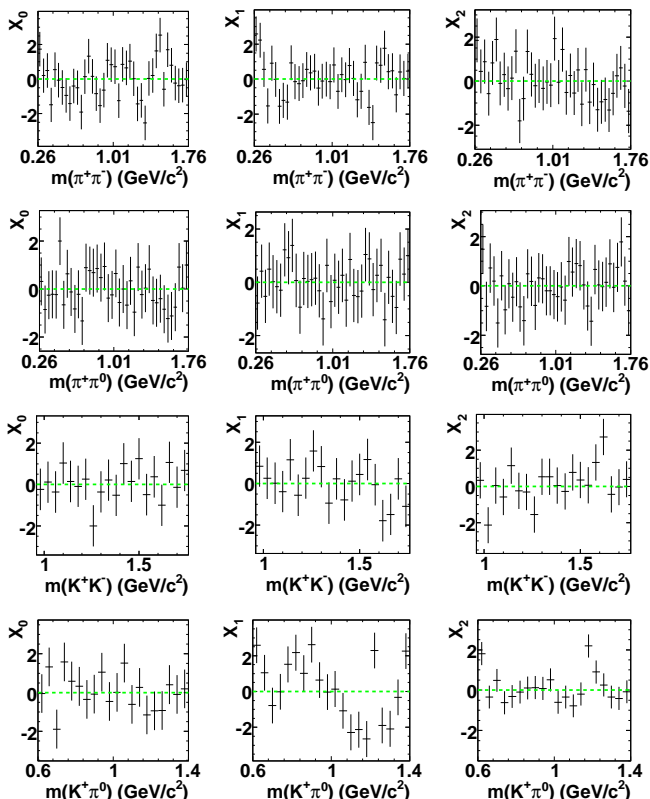 X0 X1 X2
2 2 2
0 0 0
-2 -2 -2
0.26 1.01 1.76 0.26 1.01 1.76 0.26 1.01 1.76
m(π⁺π⁻) (GeV/c²) m(π⁺π⁻) (GeV/c²) m(π⁺π⁻) (GeV/c²)
X0 X1 X2
2 2 2
0 0 0
-2 -2 -2
0.26 1.01 1.76 0.26 1.01 1.76 0.26 1.01 1.76
m(π⁺π⁰) (GeV/c²) m(π⁺π⁰) (GeV/c²) m(π⁺π⁰) (GeV/c²)
X0 X1 X2
2 2 2
0 0 0
-2 -2 -2
1 1.5 1 1.5 1 1.5
m(K⁺K⁻) (GeV/c²) m(K⁺K⁻) (GeV/c²) m(K⁺K⁻) (GeV/c²)
X0 X1 X2
2 2 2
0 0 0
-2 -2 -2
0.6 1 1.4 0.6 1 1.4 0.6 1 1.4
m(K⁺π⁰) (GeV/c²) m(K⁺π⁰) (GeV/c²) m(K⁺π⁰) (GeV/c²)